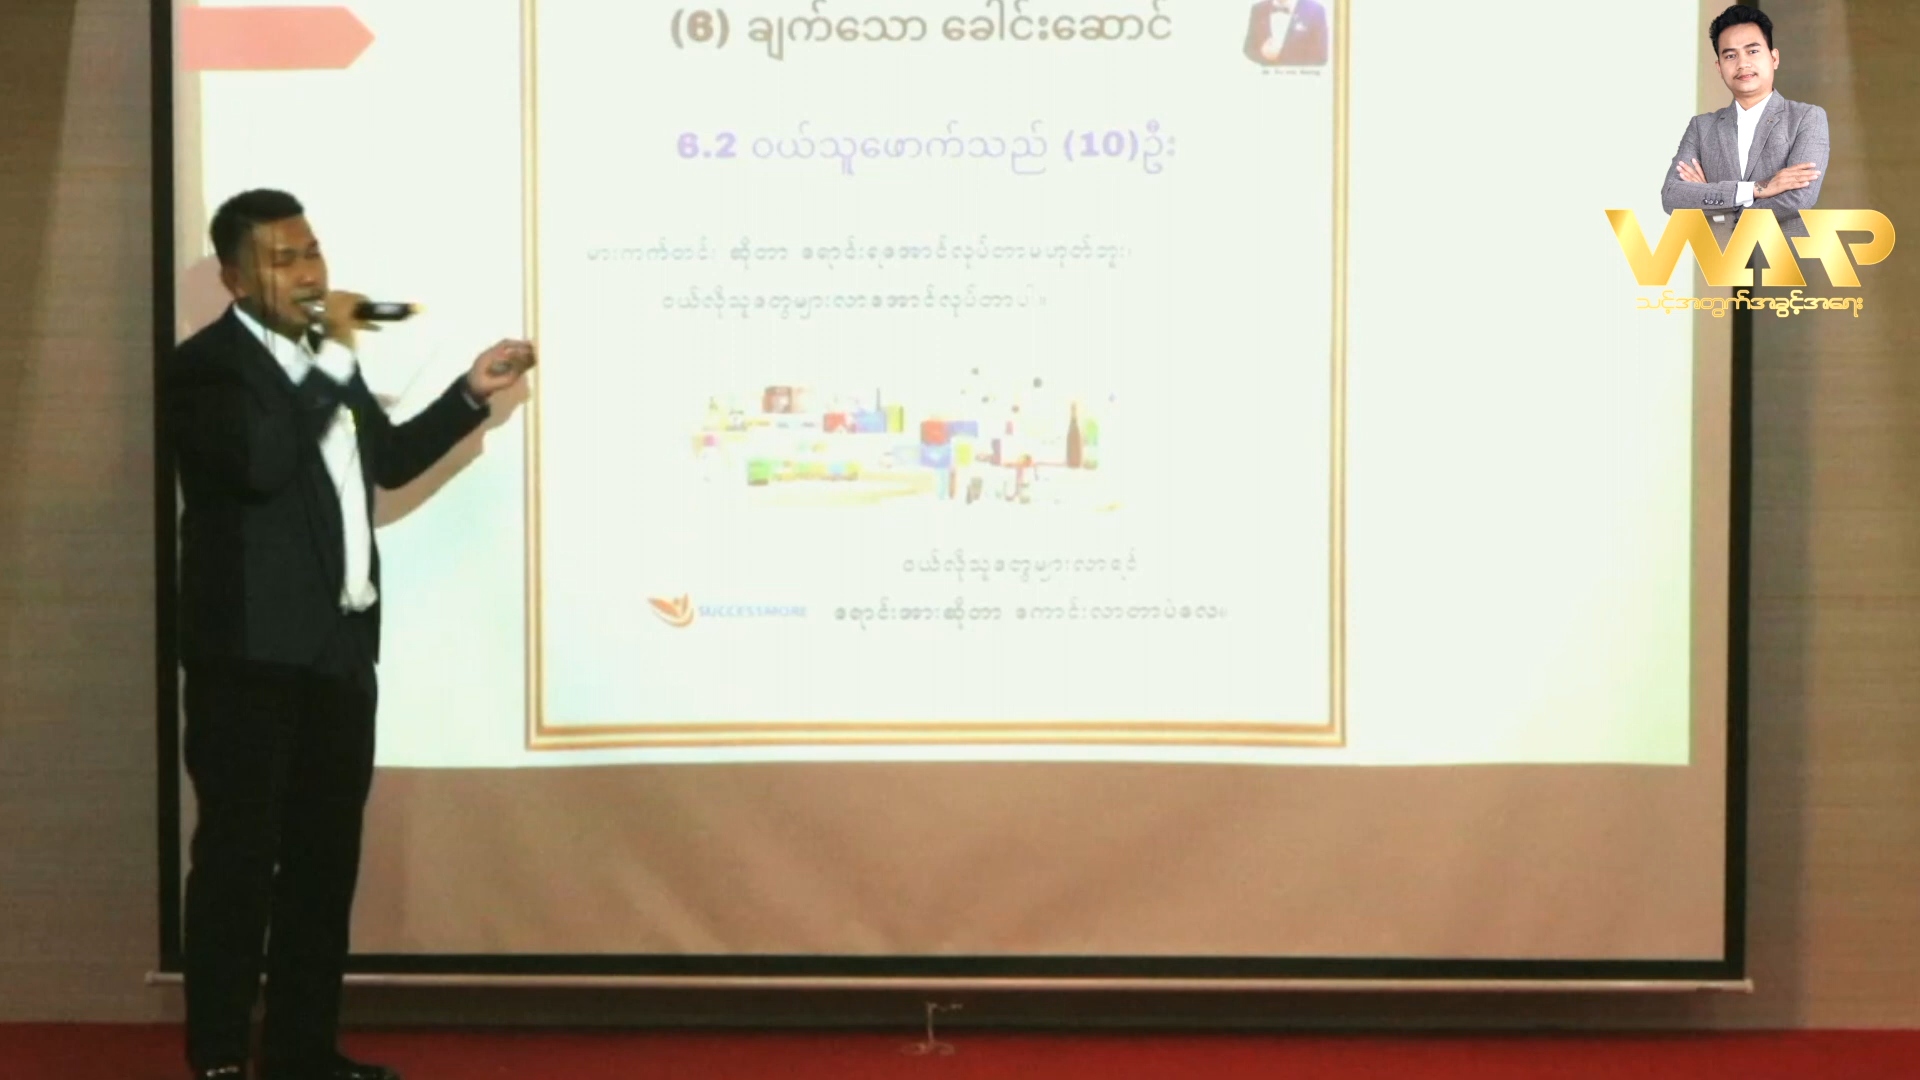 (6) ချက်သော ခေါင်းဆောင်
6.2 ဝယ်သူဖောက်သည် (10)ဦး
မားကက်တင်း ဆိုတာ ရောင်းရအောင်လုပ်တာမဟုတ်ဘူး၊
ဝယ်လိုသူတွေများလာအောင်လုပ်တာပါ။
ဝယ်လိုသူတွေများလာရင်
SUCCESSMORE
ရောင်းအားဆိုတာ ကောင်းလာတာပဲလေ။
WAP
သင့်အတွက်အခွင့်အရေး